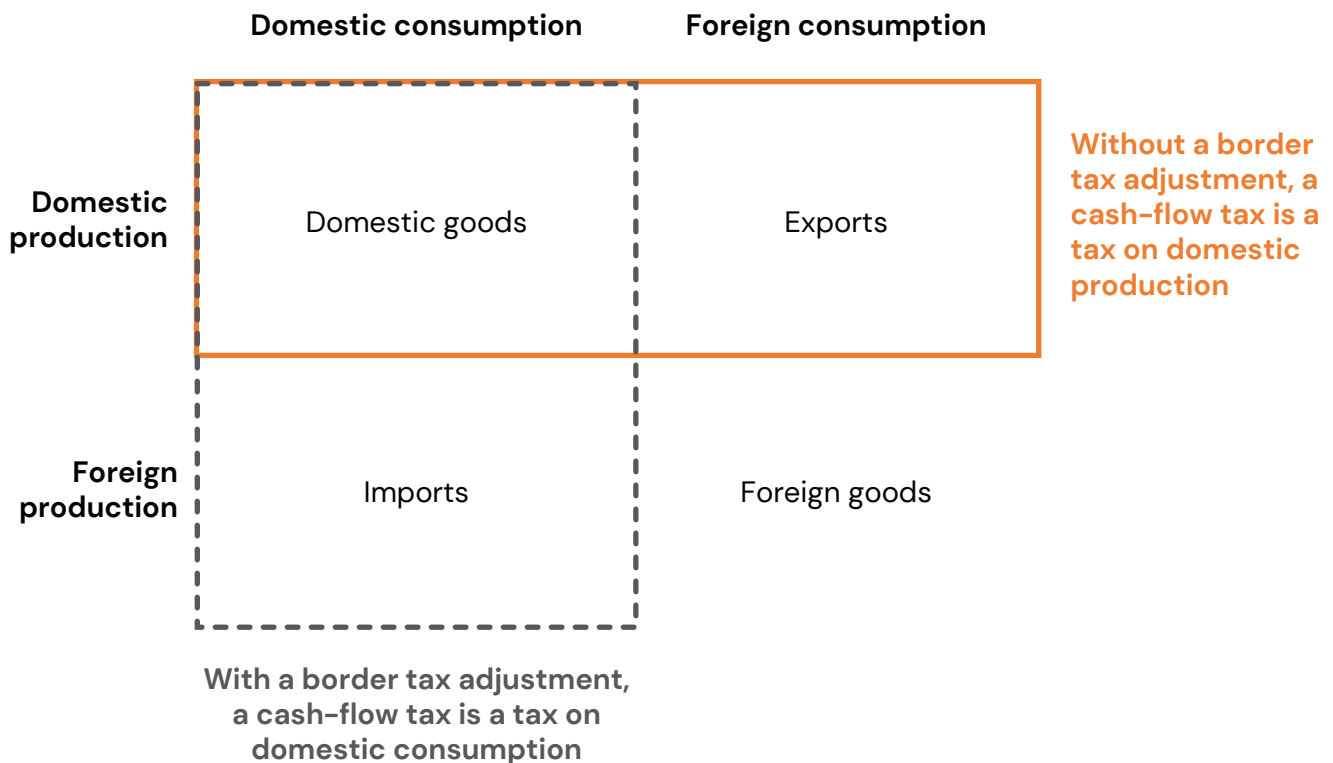 Domestic consumption
Foreign consumption
Domestic
production
Domestic goods
Exports
Without a border
tax adjustment, a
cash-flow tax is a
tax on domestic
production
Foreign
production
Imports
Foreign goods
With a border tax adjustment,
a cash-flow tax is a tax on
domestic consumption